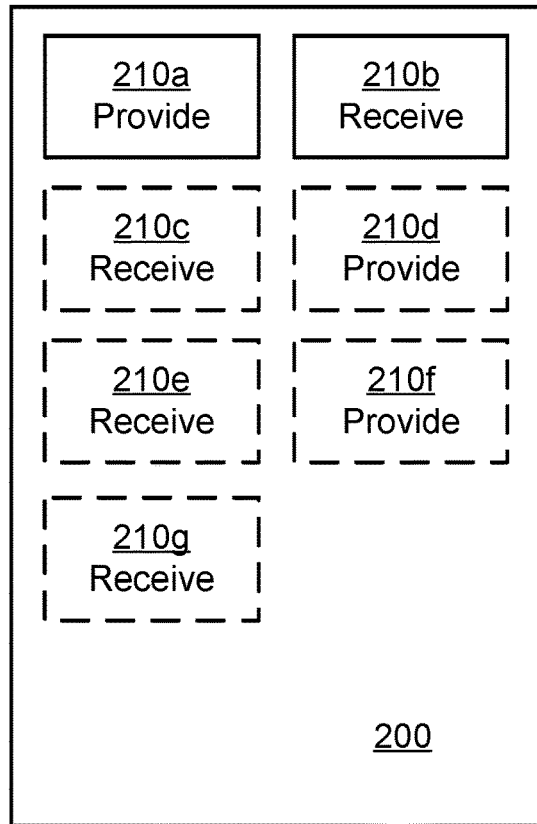 210a
Provide
210b
Receive
210c
Receive
210d
Provide
210e
Receive
210f
Provide
210g
Receive
200